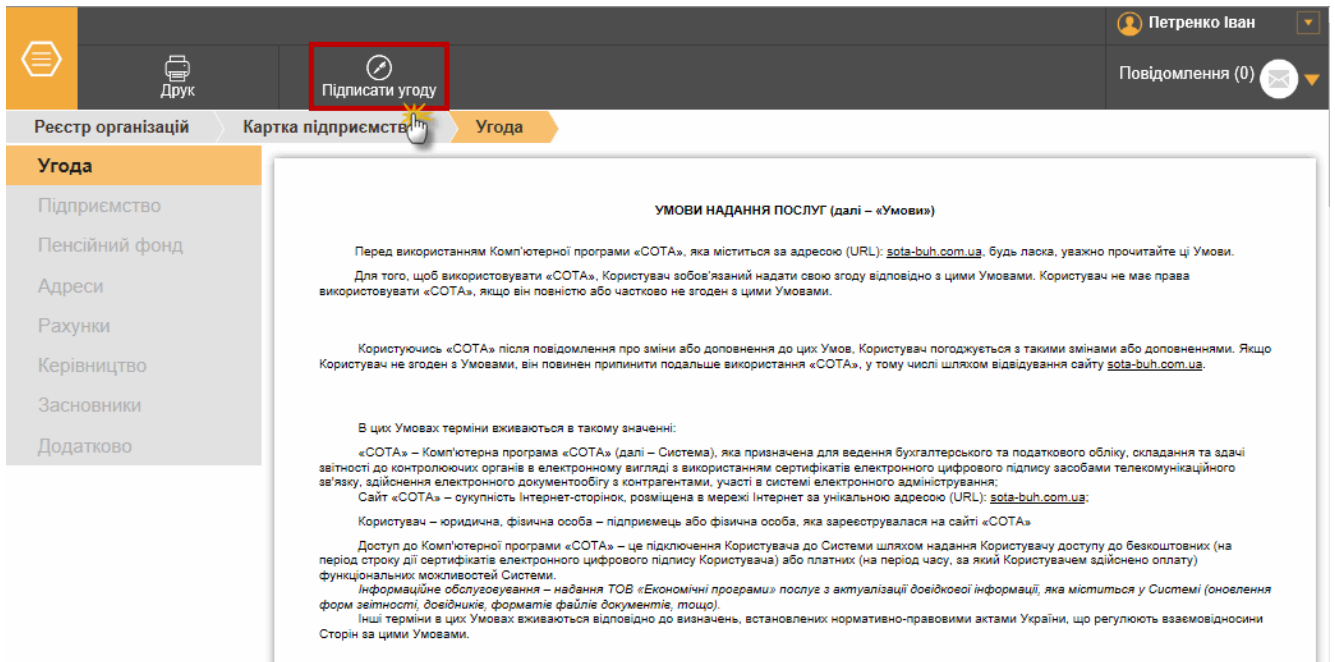 Петренко Іван
Друк
Підписати угоду
Повідомлення (0)
Реєстр організацій
Картка підприємств
Угода
Угода
Підприємство
Пенсійний фонд
Адреси
Рахунки
Керівництво
Засновники
Додатково
УМОВИ НАДАННЯ ПОСЛУГ (далі – «Умови»)
Перед використанням Комп'ютерної програми «СОТА», яка міститься за адресою (URL): sota-buh.com.ua, будь ласка, уважно прочитайте ці Умови.
Для того, щоб використовувати «СОТА», Користувач зобов'язаний надати свою згоду відповідно з цими Умовами. Користувач не має права
використовувати «СОТА», якщо він повністю або частково не згоден з цими Умовами.
Користуючись «СОТА» після повідомлення про зміни або доповнення до цих Умов, Користувач погоджується з такими змінами або доповненнями. Якщо
Користувач не згоден з Умовами, він повинен припинити подальше використання «СОТА», у тому числі шляхом відвідування сайту sota-buh.com.ua.
В цих Умовах терміни вживаються в такому значенні:
«СОТА» – Комп'ютерна програма «СОТА» (далі – Система), яка призначена для ведення бухгалтерського та податкового обліку, складання та здачі
звітності до контролюючих органів в електронному вигляді з використанням сертифікатів електронного цифрового підпису засобами телекомунікаційного
зв'язку, здійснення електронного документообігу з контрагентами, участі в системі електронного адміністрування;
Сайт «СОТА» – сукупність Інтернет-сторінок, розміщена в мережі Інтернет за унікальною адресою (URL): sota-buh.com.ua;
Користувач – юридична, фізична особа – підприємець або фізична особа, яка зареєструвалася на сайті «СОТА»
Доступ до Комп'ютерної програми «СОТА» – це підключення Користувача до Системи шляхом надання Користувачу доступу до безкоштовних (на
період строку дії сертифікатів електронного цифрового підпису Користувача) або платних (на період часу, за який Користувачем здійснено оплату)
функціональних можливостей Системи.
Інформаційне обслуговування – надання ТОВ «Економічні програми» послуг з актуалізації довідкової інформації, яка міститься у Системі (оновлення
форм звітності, довідників, форматів файлів документів, тощо).
Інші терміни в цих Умовах вживаються відповідно до визначень, встановлених нормативно-правовими актами України, що регулюють взаємовідносини
Сторін за цими Умовами.